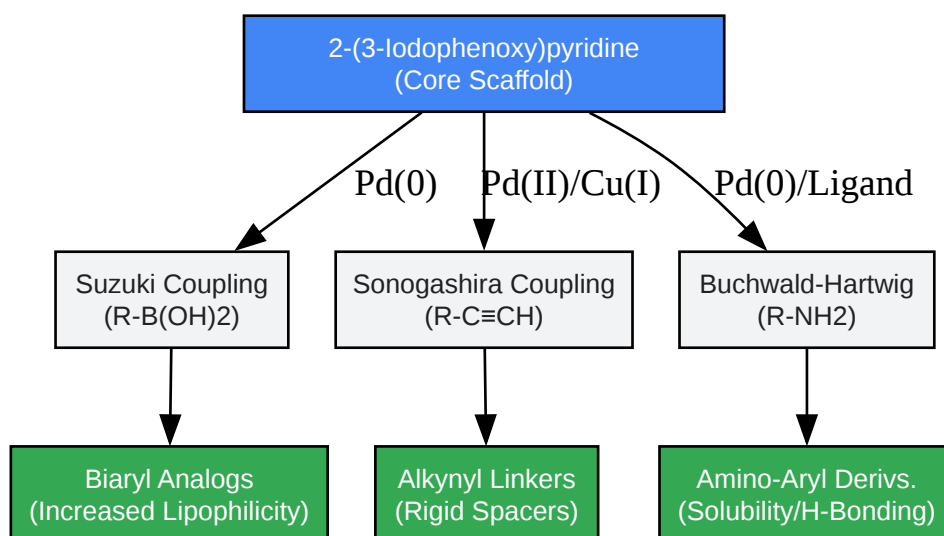 2-(3-Iodophenoxy)pyridine
(Core Scaffold)
Pd(0)
Pd(II)/Cu(I)
Pd(0)/Ligand
Suzuki Coupling
(R-B(OH)2)
Sonogashira Coupling
(R-C≡CH)
Buchwald-Hartwig
(R-NH2)
Biaryl Analogs
(Increased Lipophilicity)
Alkynyl Linkers
(Rigid Spacers)
Amino-Aryl Derivs.
(Solubility/H-Bonding)